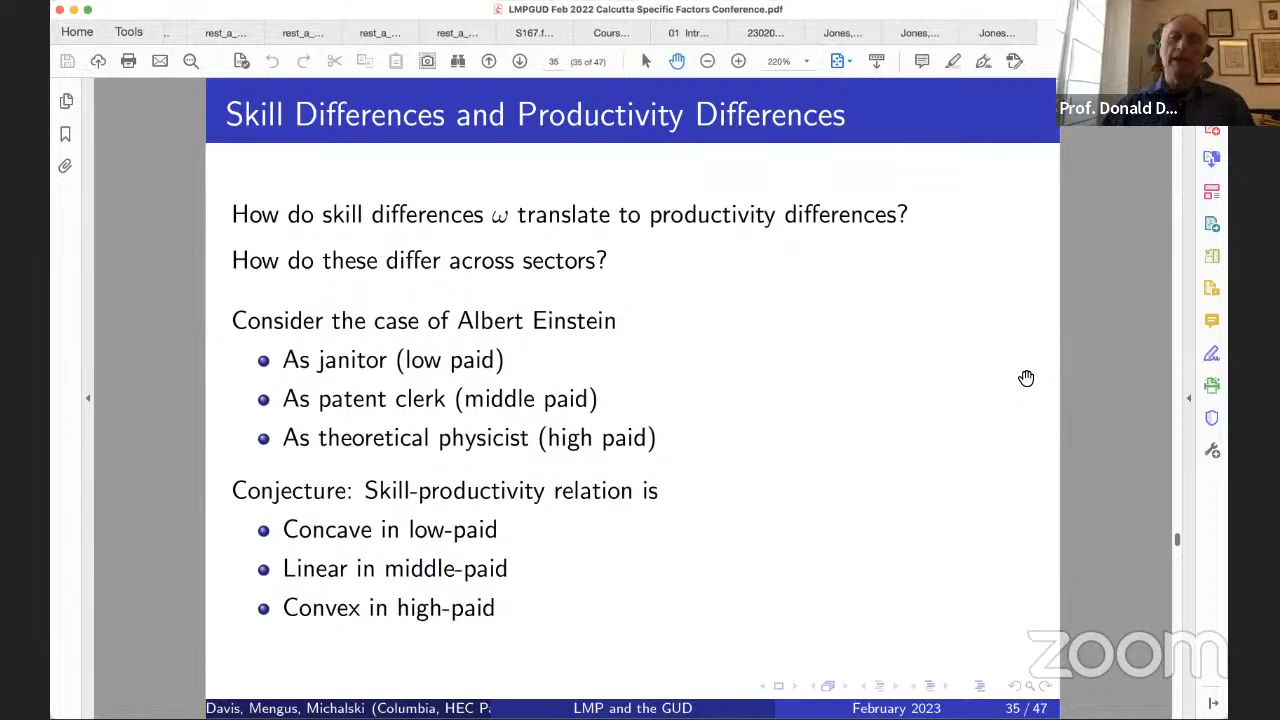 LMPGUD Feb 2022 Calcutta Specific Factors Conference.pdf
Home Tools .. rest_a_... rest_a_... rest_a_... rest_a_... S167.f... Cours... 01 Intr... 23020... Jones,... Jones,... Jones...
35 (35 of 47) 220%
Prof. Donald D...
Skill Differences and Productivity Differences
How do skill differences ω translate to productivity differences?
How do these differ across sectors?
Consider the case of Albert Einstein
As janitor (low paid)
As patent clerk (middle paid)
As theoretical physicist (high paid)
Conjecture: Skill-productivity relation is
Concave in low-paid
Linear in middle-paid
Convex in high-paid
zoom
Davis, Mengus, Michalski (Columbia, HEC Pa LMP and the GUD February 2023 35 / 47